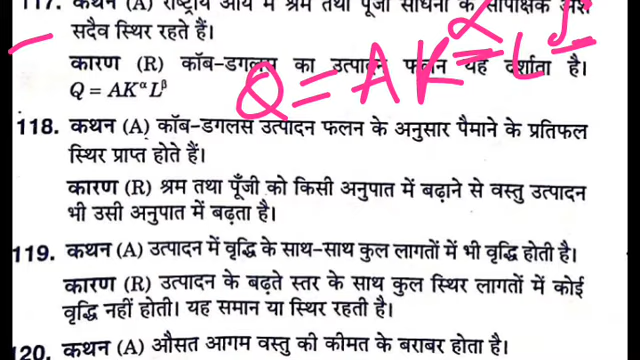 117. कथन (A) राष्ट्रीय आय में श्रम तथा पूंजी साधनों के सापेक्षिक अंश
सदैव स्थिर रहते हैं।
कारण (R) कॉब-डगलस का उत्पादन फलन यह दर्शाता है।
Q = AK^α L^β
Q = AK^α L^β
118. कथन (A) कॉब-डगलस उत्पादन फलन के अनुसार पैमाने के प्रतिफल
स्थिर प्राप्त होते हैं।
कारण (R) श्रम तथा पूँजी को किसी अनुपात में बढ़ाने से वस्तु उत्पादन
भी उसी अनुपात में बढ़ता है।
119. कथन (A) उत्पादन में वृद्धि के साथ-साथ कुल लागतों में भी वृद्धि होती है।
कारण (R) उत्पादन के बढ़ते स्तर के साथ कुल स्थिर लागतों में कोई
वृद्धि नहीं होती। यह समान या स्थिर रहती है।
120. कथन (A) औसत आगम वस्तु की कीमत के बराबर होता है।